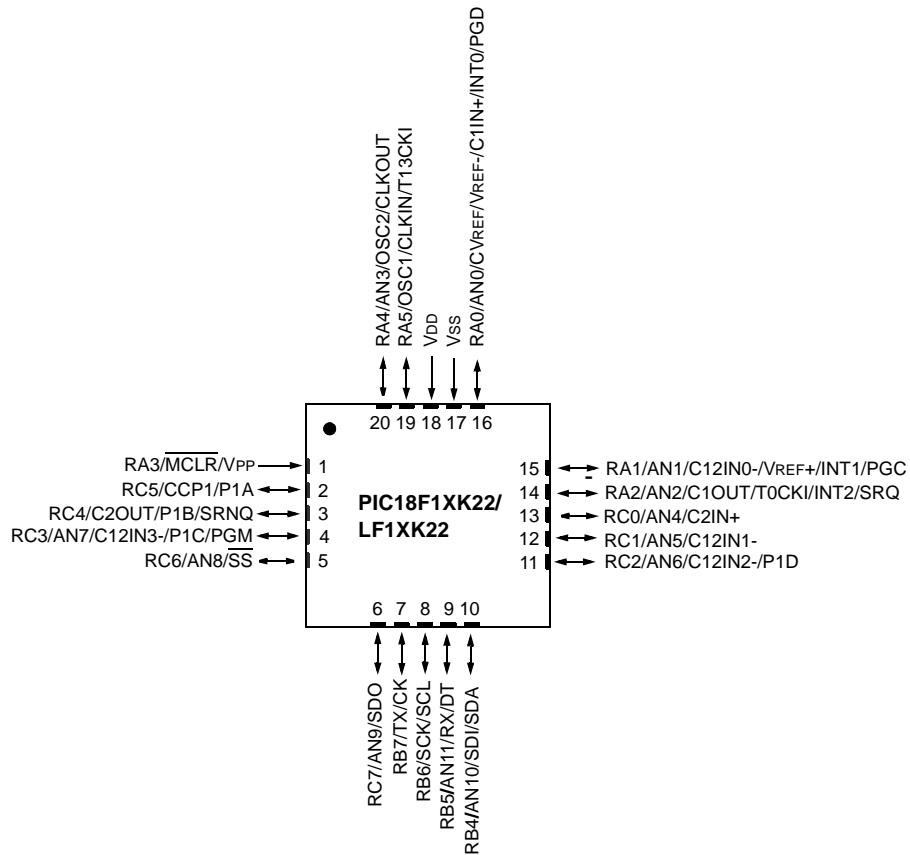 RA4/AN3/OSC2/CLKOUT
RA5/OSC1/CLKIN/T13CKI
VDD
VSS
RA0/AN0/CVREF/VREF-/C1IN+/INT0/PGD
20 19 18 17 16
RA3/MCLR/VPP 1
RC5/CCP1/P1A 2
RC4/C2OUT/P1B/SRNQ 3
RC3/AN7/C12IN3-/P1C/PGM 4
RC6/AN8/SS 5
PIC18F1XK22/
LF1XK22
15 RA1/AN1/C12IN0-/VREF+/INT1/PGC
14 RA2/AN2/C1OUT/T0CKI/INT2/SRQ
13 RC0/AN4/C2IN+
12 RC1/AN5/C12IN1-
11 RC2/AN6/C12IN2-/P1D
6 7 8 9 10
RC7/AN9/SDO
RB7/TX/CK
RB6/SCK/SCL
RB5/AN11/RX/DT
RB4/AN10/SDI/SDA